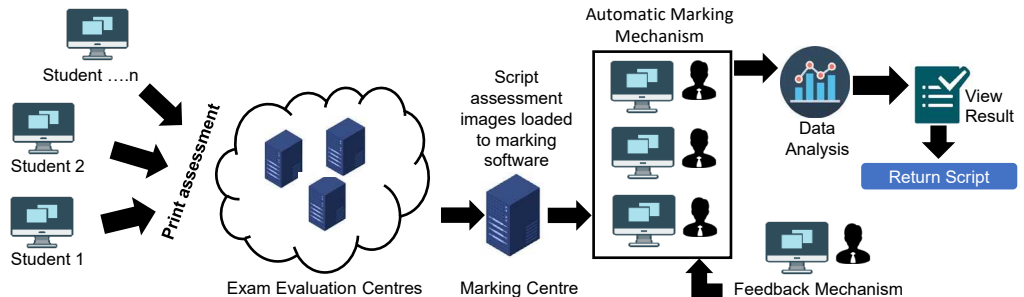 Student ….n
Student 2
Student 1
Print assessment
Exam Evaluation Centres
Script
assessment
images loaded
to marking
software
Marking Centre
Automatic Marking
Mechanism
Data
Analysis
View
Result
Return Script
Feedback Mechanism